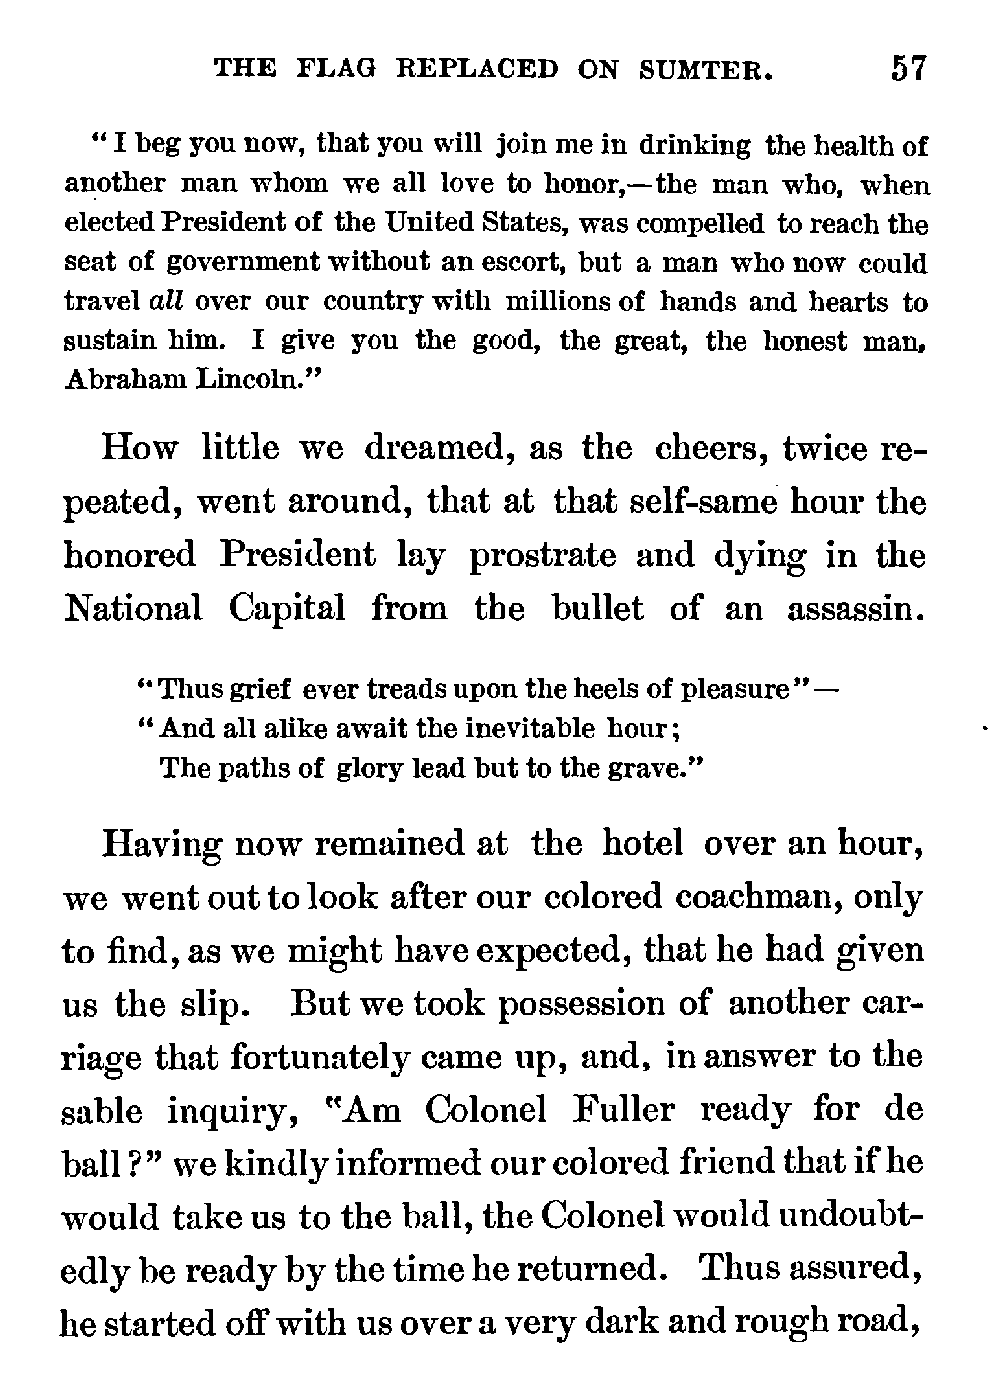 THE FLAG REPLACED ON SUMTER. 57
“I beg you now, that you will join me in drinking the health of
another man whom we all love to honor,—the man who, when
elected President of the United States, was compelled to reach the
seat of government without an escort, but a man who now could
travel all over our country with millions of hands and hearts to
sustain him. I give you the good, the great, the honest man,
Abraham Lincoln.”
How little we dreamed, as the cheers, twice re-
peated, went around, that at that self-same hour the
honored President lay prostrate and dying in the
National Capital from the bullet of an assassin.
“Thus grief ever treads upon the heels of pleasure”—
“And all alike await the inevitable hour;
The paths of glory lead but to the grave.”
Having now remained at the hotel over an hour,
we went out to look after our colored coachman, only
to find, as we might have expected, that he had given
us the slip. But we took possession of another car-
riage that fortunately came up, and, in answer to the
sable inquiry, "Am Colonel Fuller ready for de
ball?” we kindly informed our colored friend that if he
would take us to the ball, the Colonel would undoubt-
edly be ready by the time he returned. Thus assured,
he started off with us over a very dark and rough road,